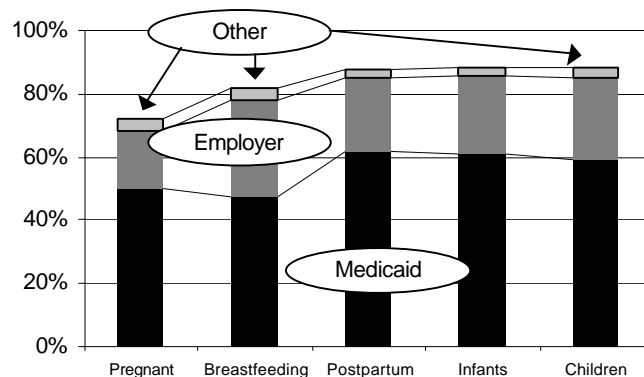 100%
Other
80%
Employer
60%
40%
Medicaid
20%
0%
Pregnant Breastfeeding Postpartum Infants Children